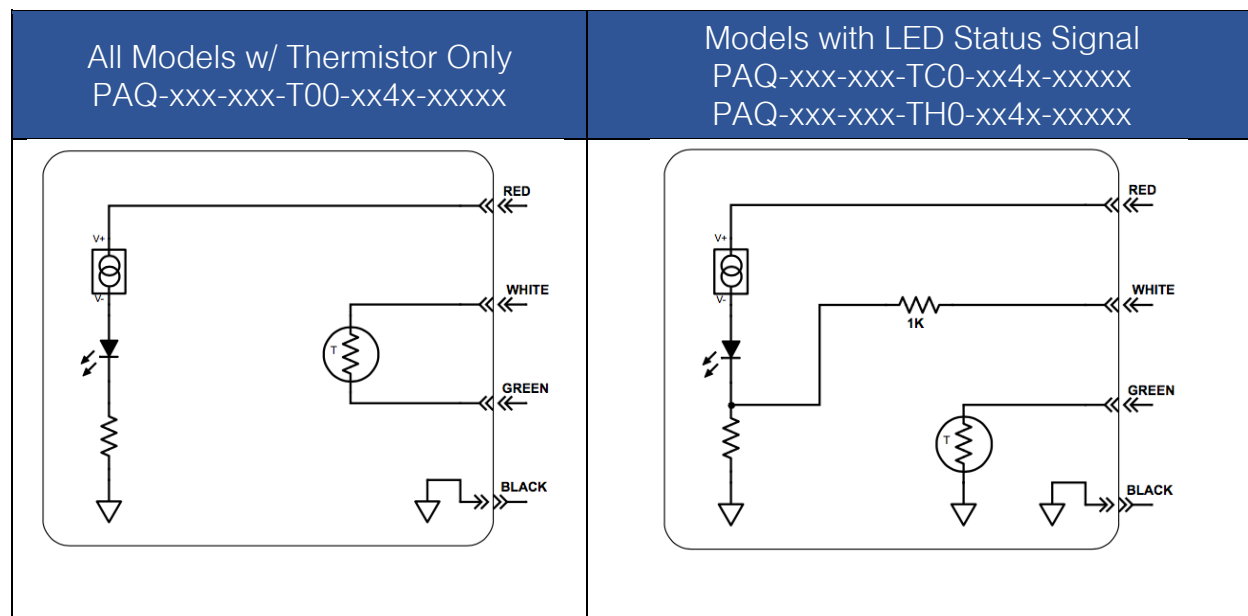 All Models w/ Thermistor Only
PAQ-xxx-xxx-T00-xx4x-xxxxx
Models with LED Status Signal
PAQ-xxx-xxx-TC0-xx4x-xxxxx
PAQ-xxx-xxx-TH0-xx4x-xxxxx
RED
V+
V-
WHITE
T
GREEN
BLACK
RED
V+
V-
WHITE
1K
GREEN
T
BLACK